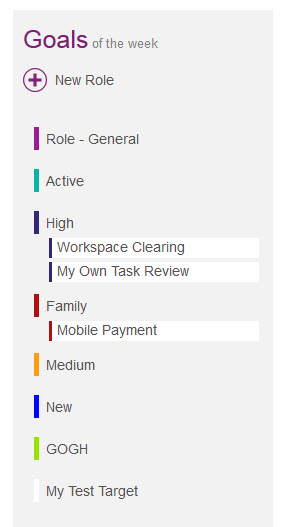 Goals of the week
New Role
Role - General
Active
High
Workspace Clearing
My Own Task Review
Family
Mobile Payment
Medium
New
GOGH
My Test Target